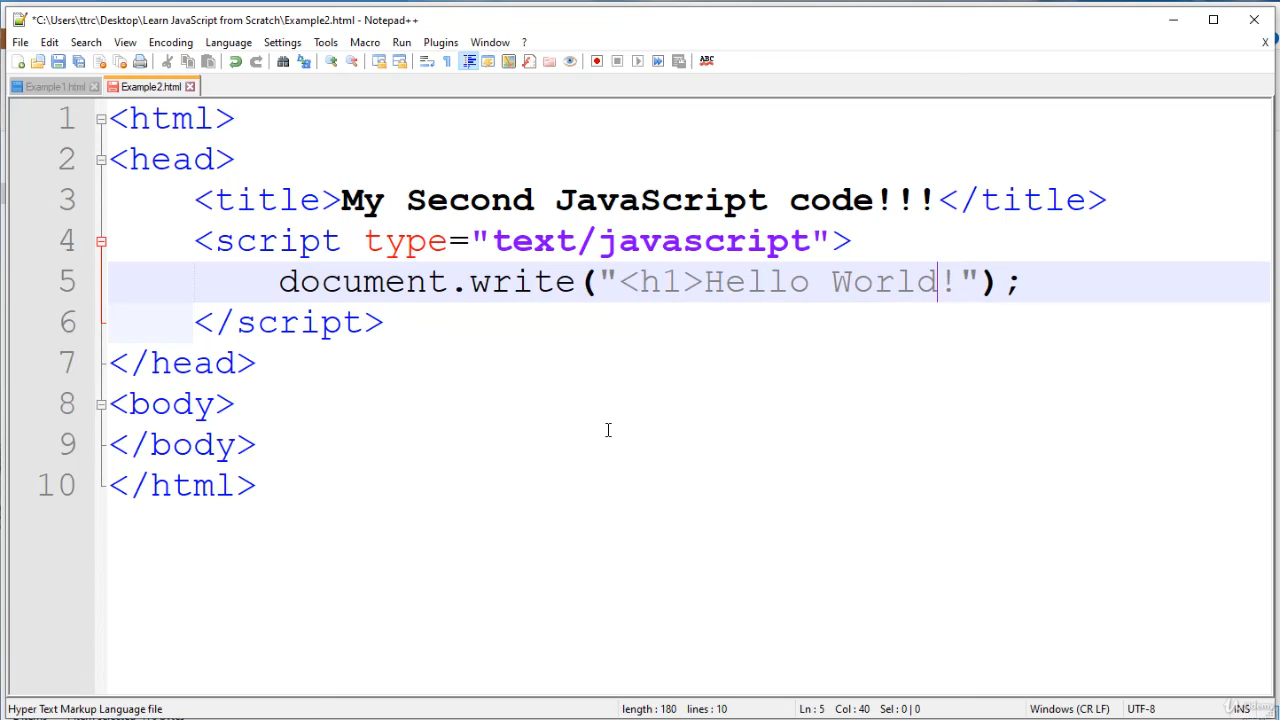 *C:\Users\ttrc\Desktop\Learn JavaScript from Scratch\Example2.html - Notepad++
File Edit Search View Encoding Language Settings Tools Macro Run Plugins Window ? X
ABC
Example1.html Example2.html
1 <html>
2 <head>
3 <title>My Second JavaScript code!!!</title>
4 <script type="text/javascript">
5 document.write("<h1>Hello World!");
6 </script>
7 </head>
8 <body>
9 </body>
10 </html>
Hyper Text Markup Language file length : 180 lines : 10 Ln : 5 Col : 40 Sel : 0 | 0 Windows (CR LF) UTF-8 INS
Udemy